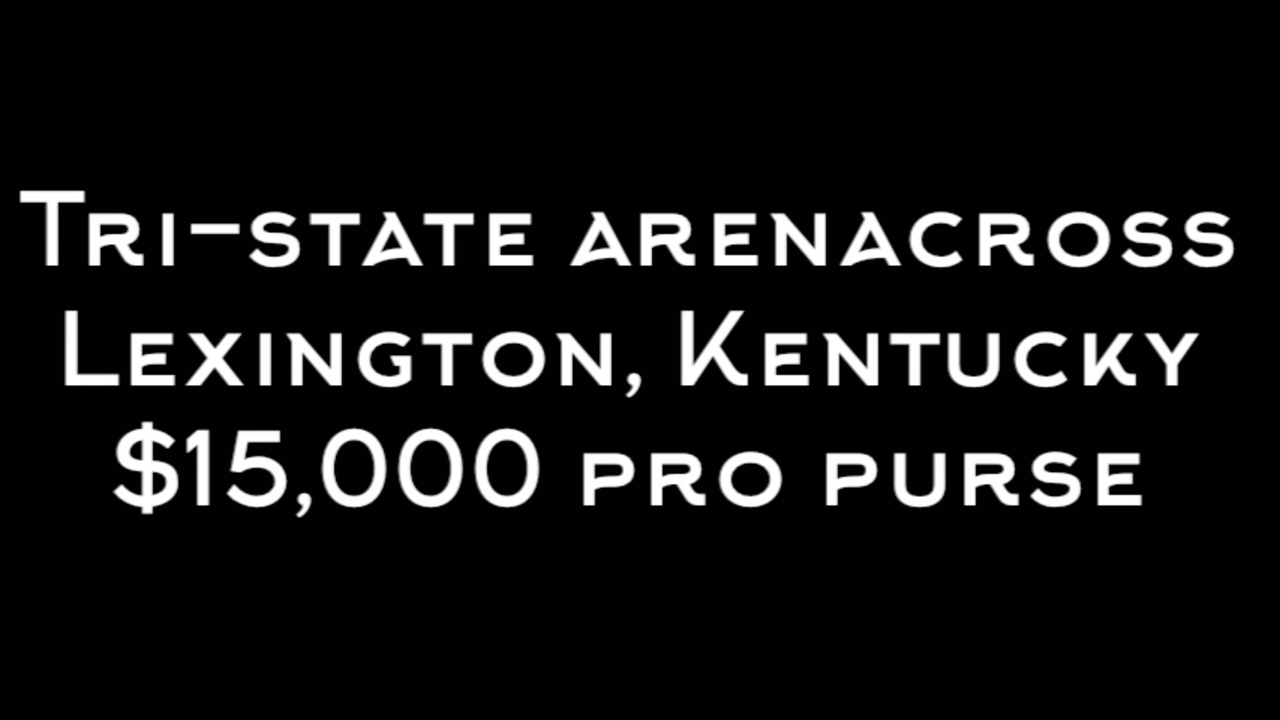 Tri-state arenacross
Lexington, Kentucky
$15,000 pro purse